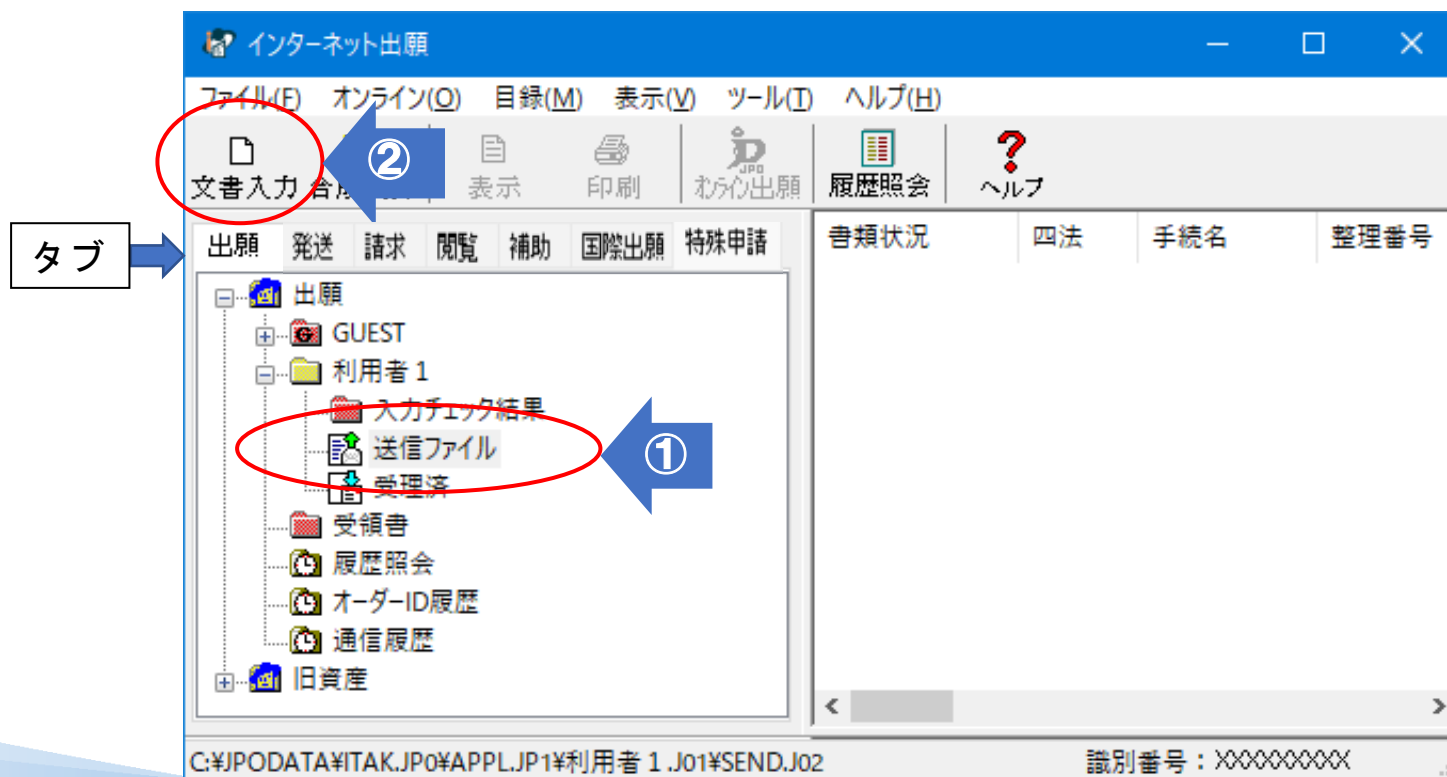 インターネット出願
ファイル(F) オンライン(O) 目録(M) 表示(V) ツール(T) ヘルプ(H)
②
文書入力 表示 印刷 オンライン出願 履歴照会 ヘルプ
タブ
出願 発送 請求 閲覧 補助 国際出願 特殊申請
書類状況 四法 手続名 整理番号
出願
GUEST
利用者1
入力チェック結果
送信ファイル
①
受理済
受領書
履歴照会
オーダーID履歴
通信履歴
旧資産
C:¥JPODATA¥ITAK.JP0¥APPL.JP1¥利用者1.J01¥SEND.J02 識別番号:XXXXXXXXX